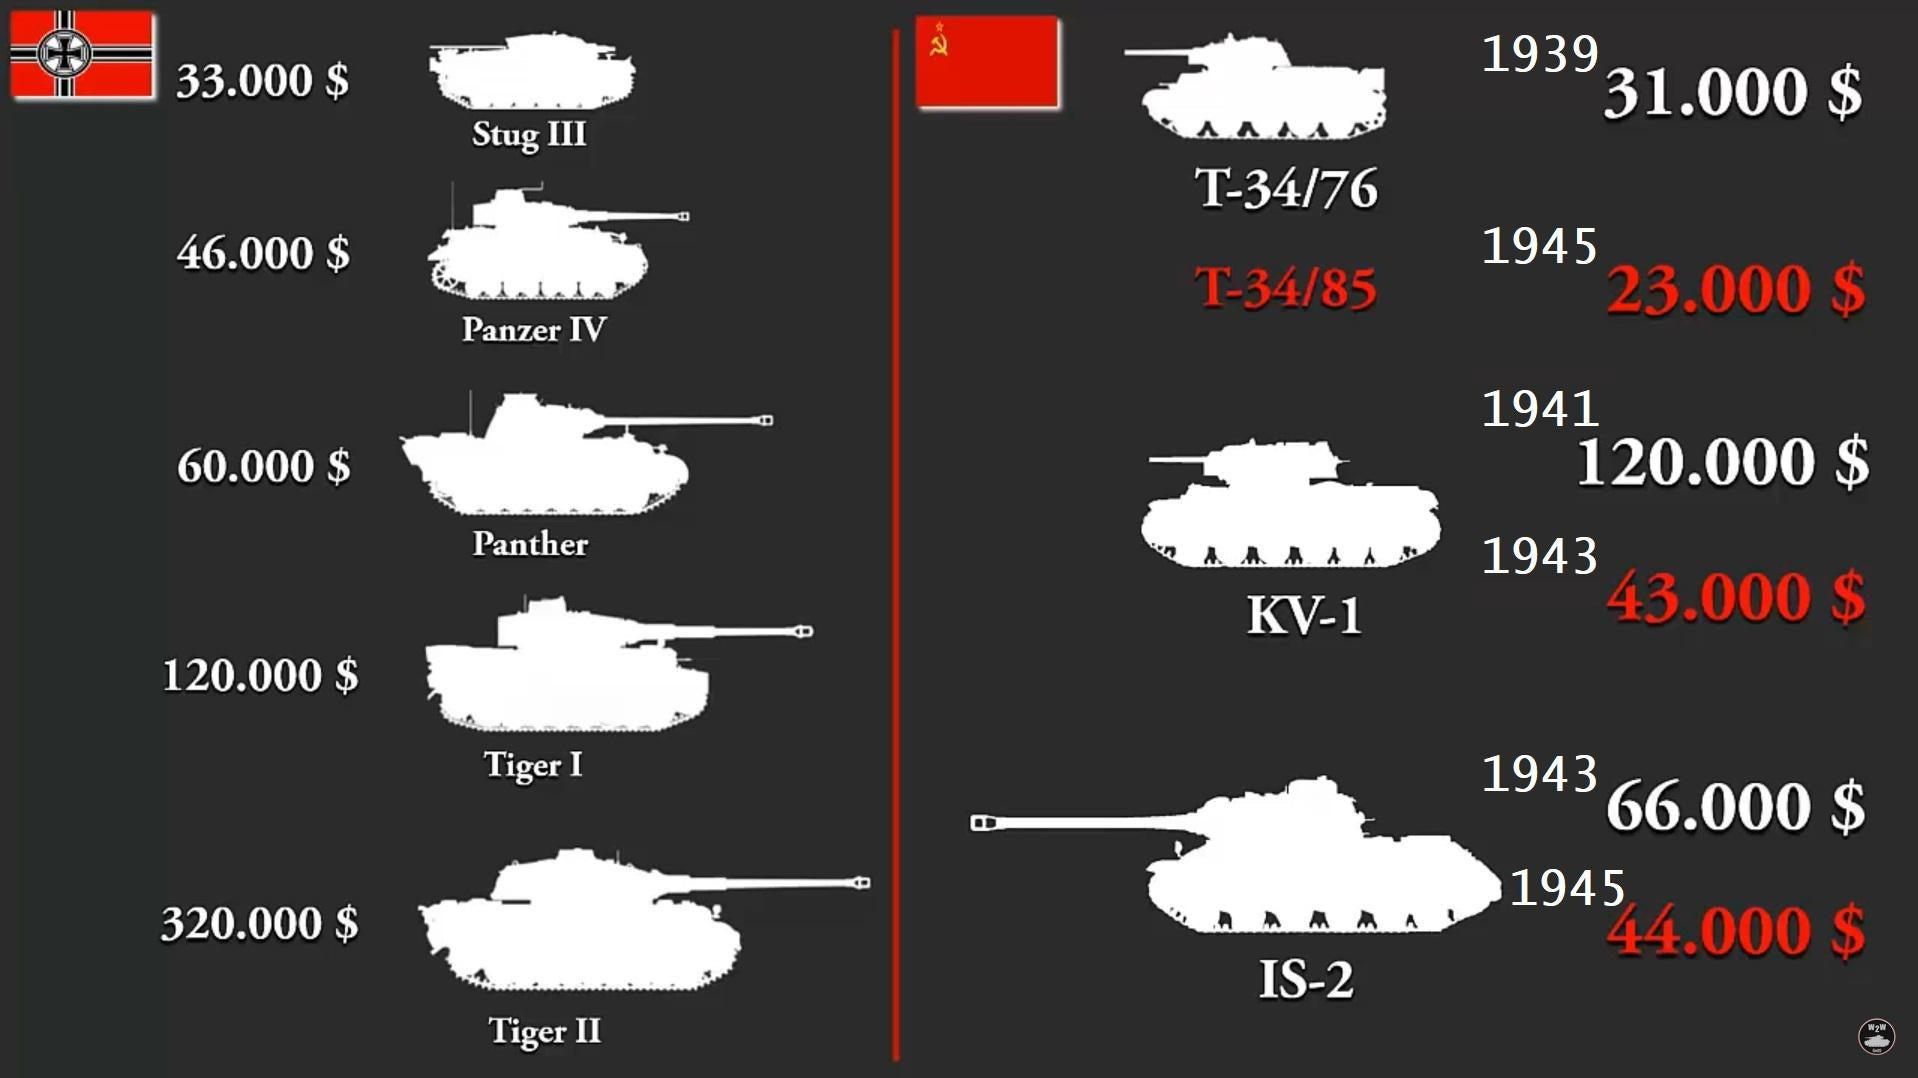 33.000 $
Stug III
46.000 $
Panzer IV
60.000 $
Panther
120.000 $
Tiger I
320.000 $
Tiger II
1939
31.000 $
T-34/76
1945
T-34/85
23.000 $
1941
120.000 $
1943
43.000 $
KV-1
1943
66.000 $
1945
44.000 $
IS-2
W2W